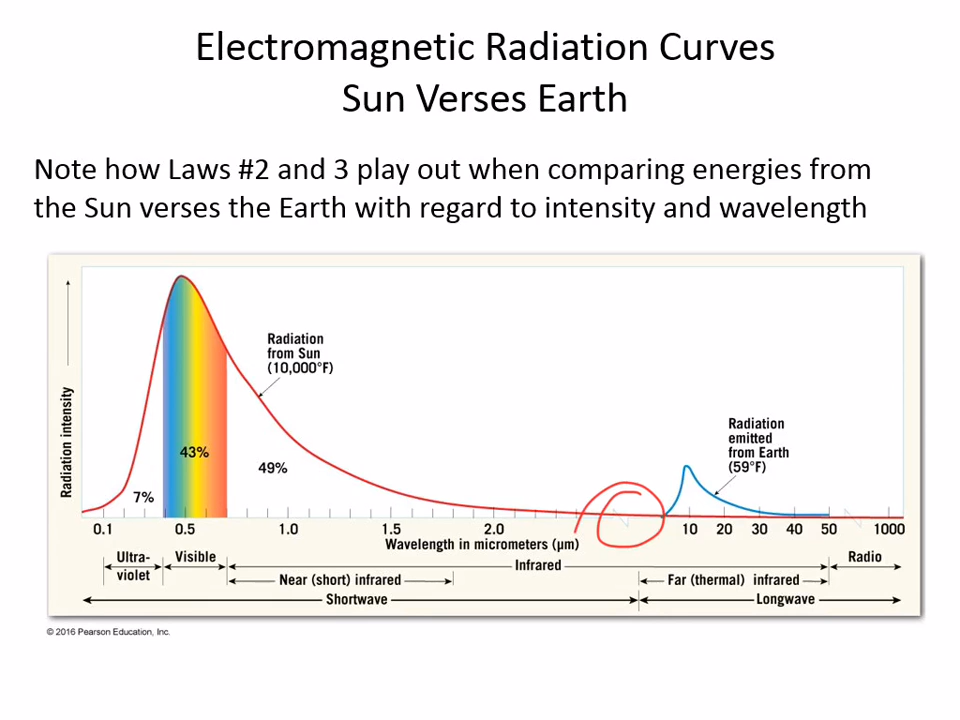 Electromagnetic Radiation Curves
Sun Verses Earth
Note how Laws #2 and 3 play out when comparing energies from
the Sun verses the Earth with regard to intensity and wavelength
Radiation intensity
Radiation
from Sun
(10,000°F)
Radiation
emitted
from Earth
(59°F)
43%
49%
7%
0.1 0.5 1.0 1.5 2.0 10 20 30 40 50 1000
Wavelength in micrometers (μm)
Ultra-
violet
Visible
Infrared
Radio
Near (short) infrared
Far (thermal) infrared
Shortwave
Longwave
© 2016 Pearson Education, Inc.